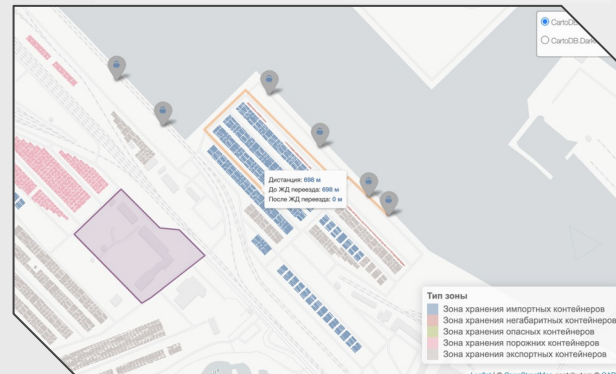 CartoDB.
CartoDB.Dark
Дистанция: 698 м
До ЖД переезда: 698 м
После ЖД переезда: 0 м
Тип зоны
Зона хранения импортных контейнеров
Зона хранения негабаритных контейнеров
Зона хранения опасных контейнеров
Зона хранения порожних контейнеров
Зона хранения экспортных контейнеров